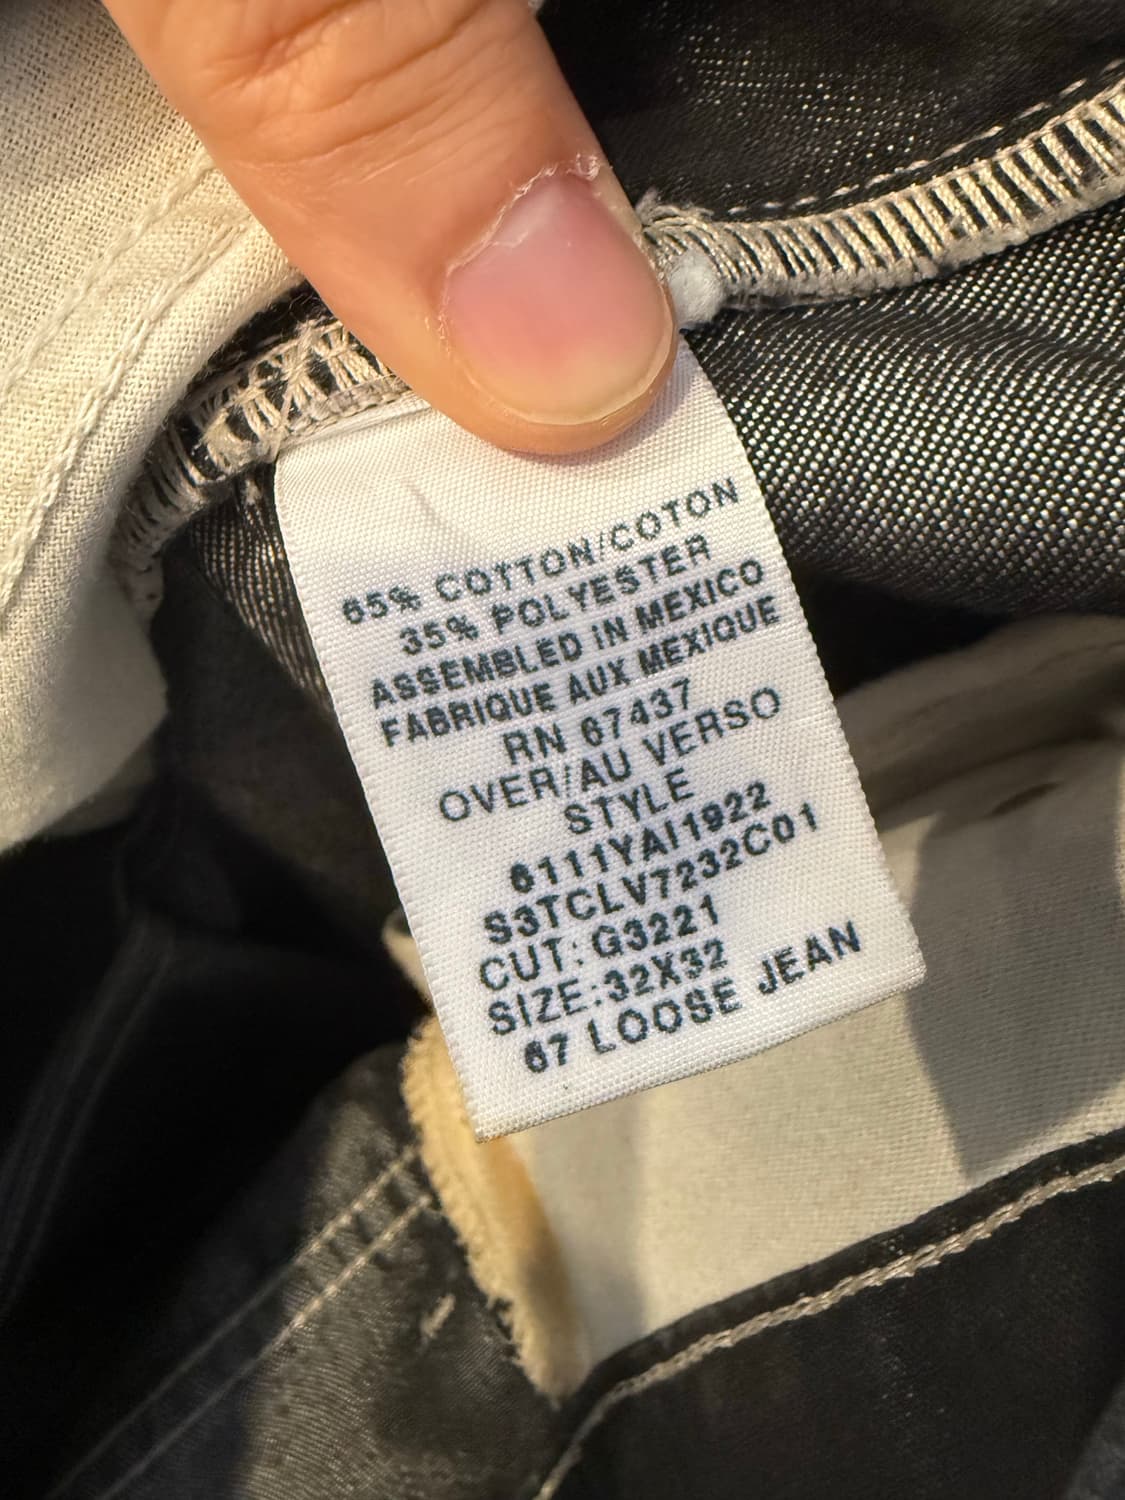 65% COTTON/COTON
35% POLYESTER
ASSEMBLED IN MEXICO
FABRIQUE AUX MEXIQUE
RN 67437
OVER/AU VERSO
STYLE
6111YAI1922
S3TCLV7232C01
CUT: G3221
SIZE:32X32
67 LOOSE JEAN